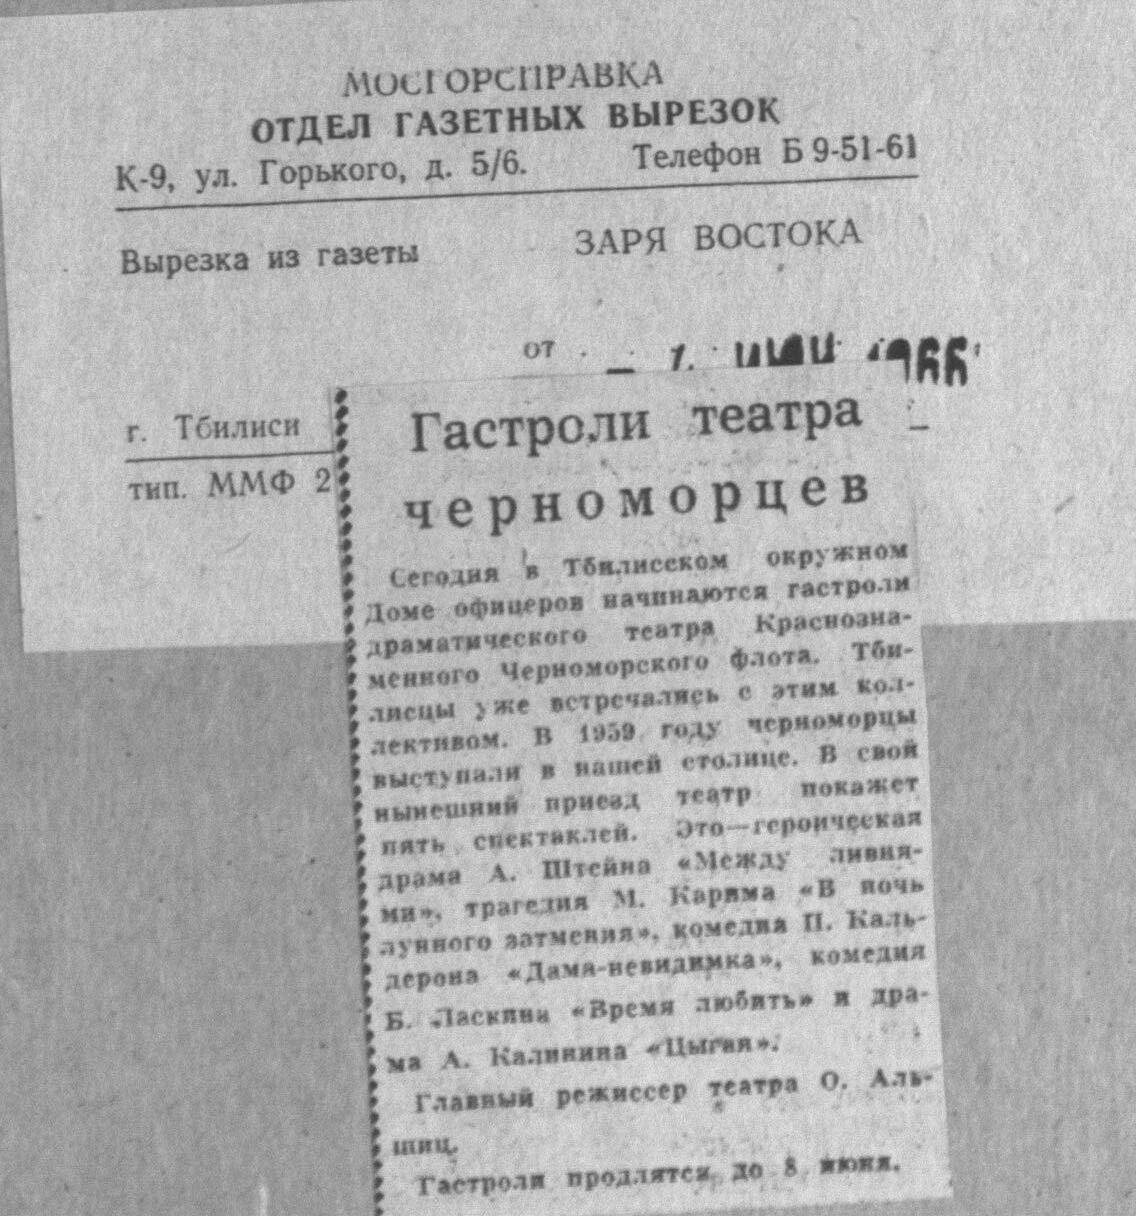 МОСГОРСПРАВКА
ОТДЕЛ ГАЗЕТНЫХ ВЫРЕЗОК
К-9, ул. Горького, д. 5/6. Телефон Б 9-51-61
Вырезка из газеты ЗАРЯ ВОСТОКА
от 1966
г. Тбилиси
тип. ММФ 2
Гастроли театра
черноморцев
Сегодня в Тбилисском окружном
Доме офицеров начинаются гастроли
драматического театра Краснозна-
менного Черноморского флота. Тби-
лисцы уже встречались с этим кол-
лективом. В 1959 году черноморцы
выступали в нашей столице. В свой
нынешний приезд театр покажет
пять спектаклей. Это—героическая
драма А. Штейна «Между ливня-
ми», трагедия М. Карима «В ночь
лунного затмения», комедия П. Каль-
дерона «Дама-невидимка», комедия
Б. Ласкина «Время любить» и дра-
ма А. Калинина «Цыган».
Главный режиссер театра О. Аль-
шиц.
Гастроли продлятся до 8 июня.